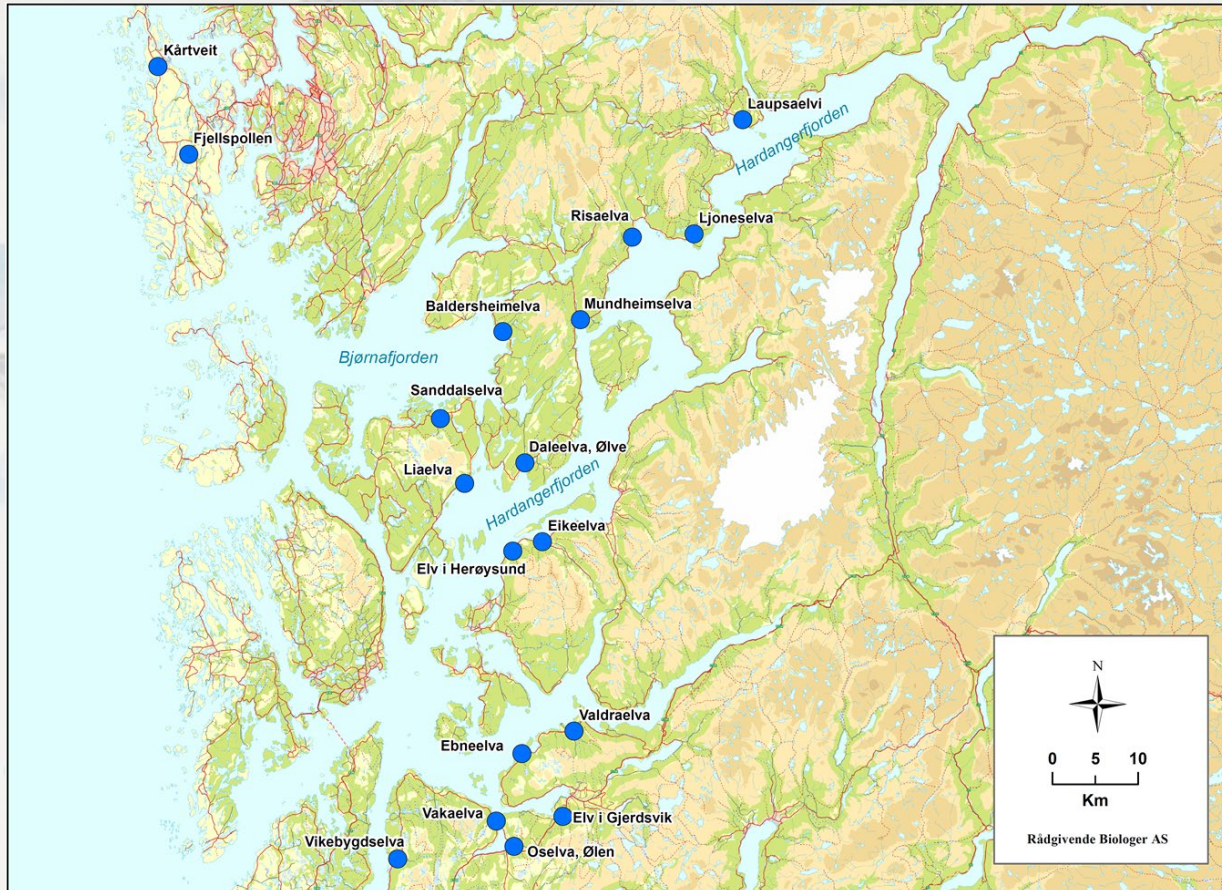 Kårtveit
Laupsaelvi
Hardangerfjorden
Fjellspollen
Risaelva
Ljoneselva
Baldersheimelva
Mundheimselva
Bjørnafjorden
Sanddalselva
Daleelva, Ølve
Liaelva
Hardangerfjorden
Eikeelva
Elv i Herøysund
Valdraelva
Ebneelva
Vakaelva
Elv i Gjerdsvik
Vikebygdselva
Oselva, Ølen
N
0 5 10
Km
Rådgivende Biologer AS